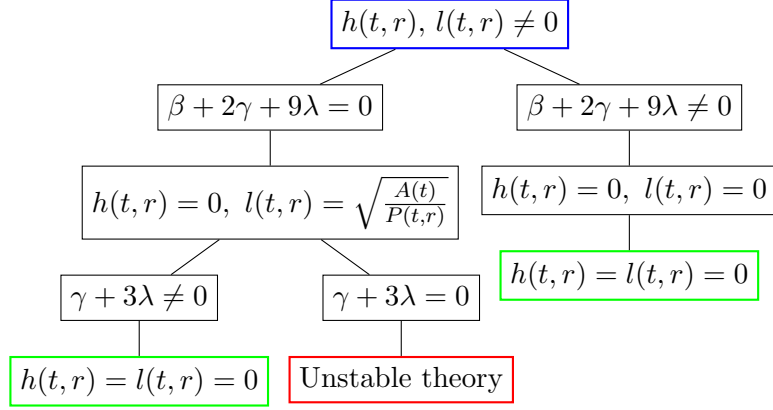 h(t, r), l(t, r) ≠ 0
β + 2γ + 9λ = 0
β + 2γ + 9λ ≠ 0
h(t, r) = 0, l(t, r) = √(A(t)/P(t,r))
h(t, r) = 0, l(t, r) = 0
h(t, r) = l(t, r) = 0
γ + 3λ ≠ 0
γ + 3λ = 0
h(t, r) = l(t, r) = 0
Unstable theory